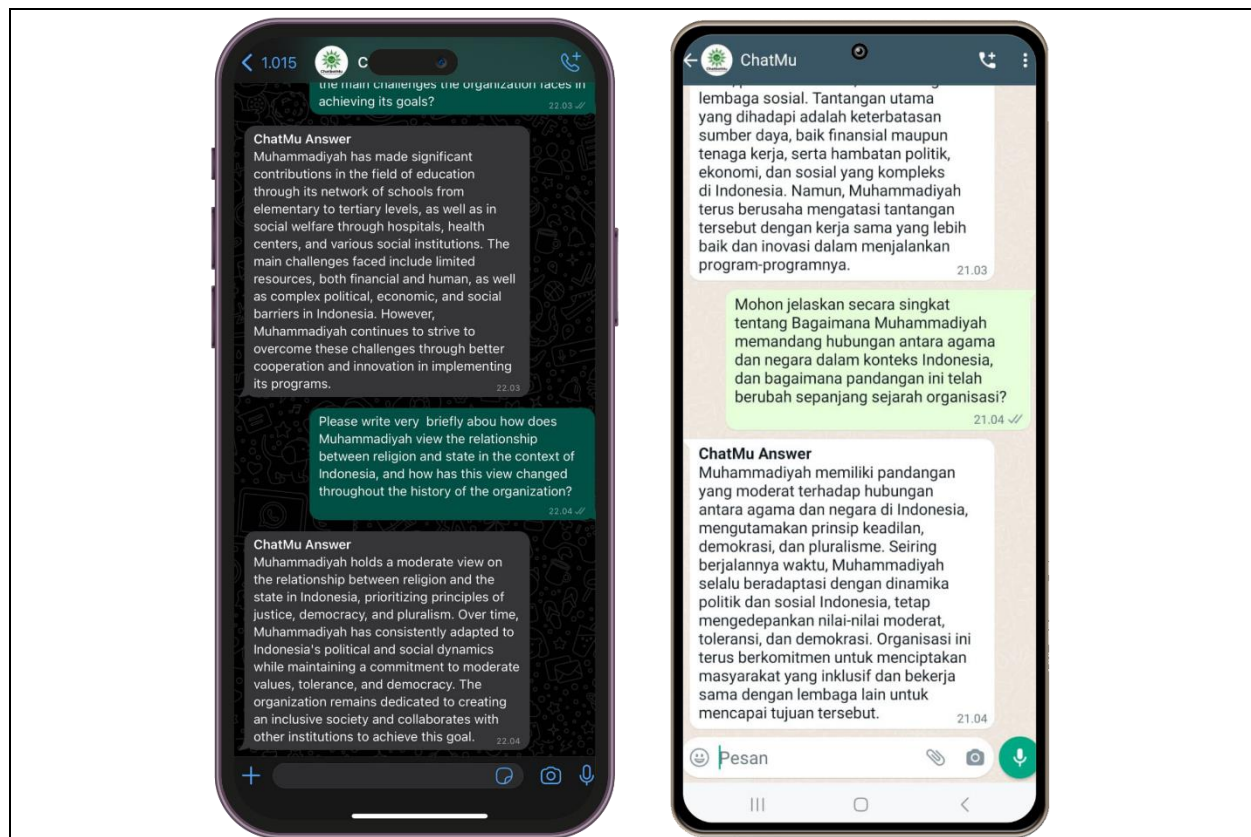 1.015
C
the main challenges the organization faces in
achieving its goals?
22.03
ChatMu Answer
Muhammadiyah has made significant
contributions in the field of education
through its network of schools from
elementary to tertiary levels, as well as in
social welfare through hospitals, health
centers, and various social institutions. The
main challenges faced include limited
resources, both financial and human, as well
as complex political, economic, and social
barriers in Indonesia. However,
Muhammadiyah continues to strive to
overcome these challenges through better
cooperation and innovation in implementing
its programs.
22.03
Please write very briefly abou how does
Muhammadiyah view the relationship
between religion and state in the context of
Indonesia, and how has this view changed
throughout the history of the organization?
22.04
ChatMu Answer
Muhammadiyah holds a moderate view on
the relationship between religion and the
state in Indonesia, prioritizing principles of
justice, democracy, and pluralism. Over time,
Muhammadiyah has consistently adapted to
Indonesia's political and social dynamics
while maintaining a commitment to moderate
values, tolerance, and democracy. The
organization remains dedicated to creating
an inclusive society and collaborates with
other institutions to achieve this goal.
22.04
ChatMu
lembaga sosial. Tantangan utama
yang dihadapi adalah keterbatasan
sumber daya, baik finansial maupun
tenaga kerja, serta hambatan politik,
ekonomi, dan sosial yang kompleks
di Indonesia. Namun, Muhammadiyah
terus berusaha mengatasi tantangan
tersebut dengan kerja sama yang lebih
baik dan inovasi dalam menjalankan
program-programnya.
21.03
Mohon jelaskan secara singkat
tentang Bagaimana Muhammadiyah
memandang hubungan antara agama
dan negara dalam konteks Indonesia,
dan bagaimana pandangan ini telah
berubah sepanjang sejarah organisasi?
21.04
ChatMu Answer
Muhammadiyah memiliki pandangan
yang moderat terhadap hubungan
antara agama dan negara di Indonesia,
mengutamakan prinsip keadilan,
demokrasi, dan pluralisme. Seiring
berjalannya waktu, Muhammadiyah
selalu beradaptasi dengan dinamika
politik dan sosial Indonesia, tetap
mengedepankan nilai-nilai moderat,
toleransi, dan demokrasi. Organisasi ini
terus berkomitmen untuk menciptakan
masyarakat yang inklusif dan bekerja
sama dengan lembaga lain untuk
mencapai tujuan tersebut.
21.04
Pesan